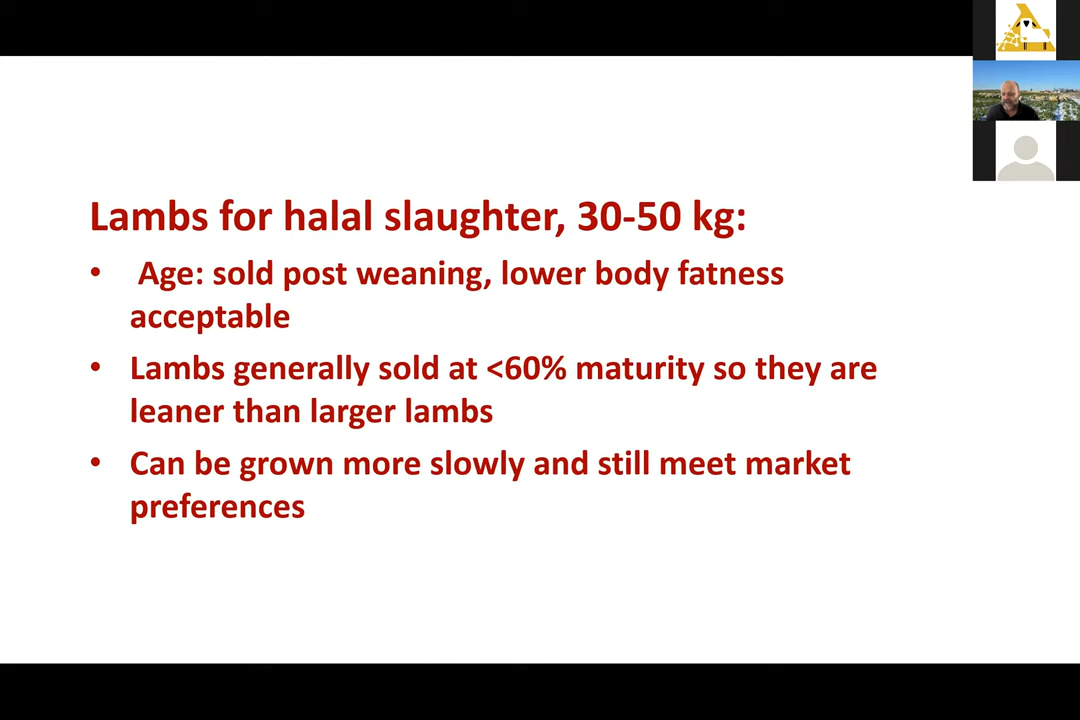 Lambs for halal slaughter, 30-50 kg:
• Age: sold post weaning, lower body fatness
acceptable
• Lambs generally sold at <60% maturity so they are
leaner than larger lambs
• Can be grown more slowly and still meet market
preferences